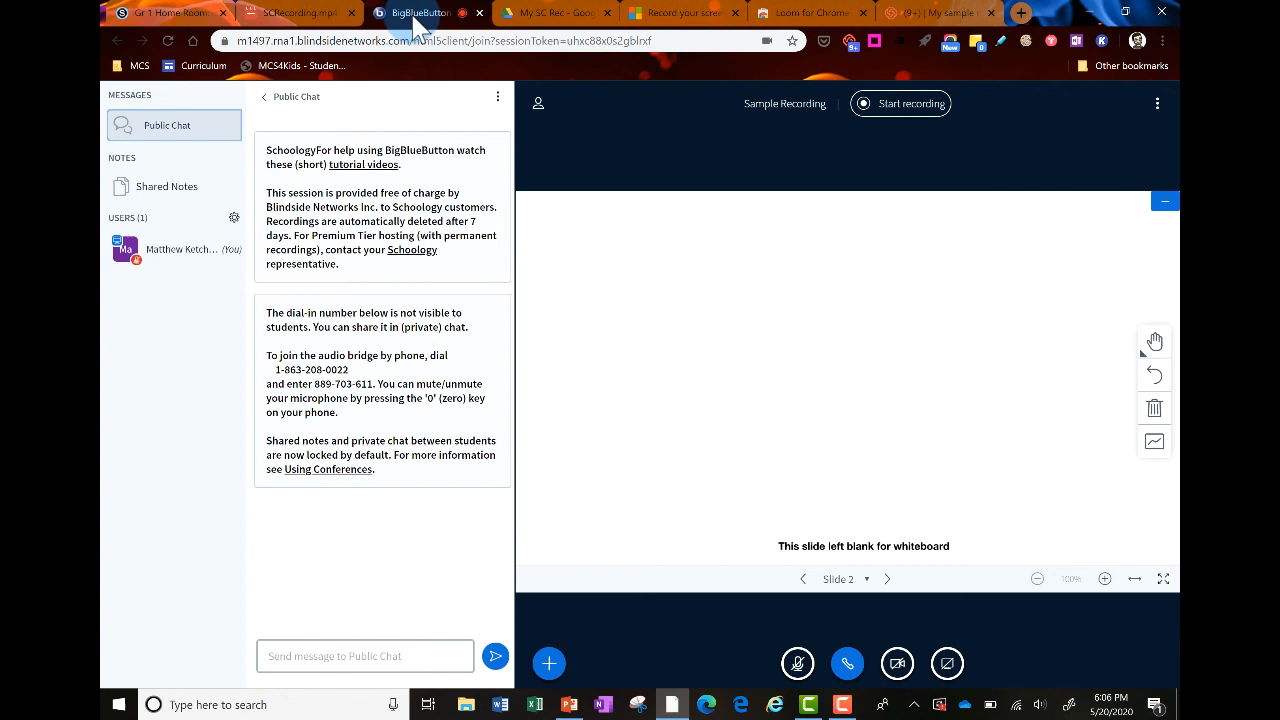 Gr 1 Home Room
SCRecording.mp4
BigBlueButton
My SC Rec - Goo
Record your scre
Loom for Chrome
(9+) | My sample
m1497.rna1.blindsidenetworks.com/html5client/join?sessionToken=uhxc88x0s2gblrxf
9+
New
MCS
Curriculum
MCS4Kids - Studen...
Other bookmarks
MESSAGES
Public Chat
NOTES
Shared Notes
USERS (1)
Ma
Matthew Ketch... (You)
Public Chat
SchoologyFor help using BigBlueButton watch
these (short) tutorial videos.
This session is provided free of charge by
Blindside Networks Inc. to Schoology customers.
Recordings are automatically deleted after 7
days. For Premium Tier hosting (with permanent
recordings), contact your Schoology
representative.
The dial-in number below is not visible to
students. You can share it in (private) chat.
To join the audio bridge by phone, dial
1-863-208-0022
and enter 889-703-611. You can mute/unmute
your microphone by pressing the '0' (zero) key
on your phone.
Shared notes and private chat between students
are now locked by default. For more information
see Using Conferences.
Send message to Public Chat
Sample Recording
Start recording
This slide left blank for whiteboard
Slide 2
100%
Type here to search
6:06 PM
5/20/2020
1